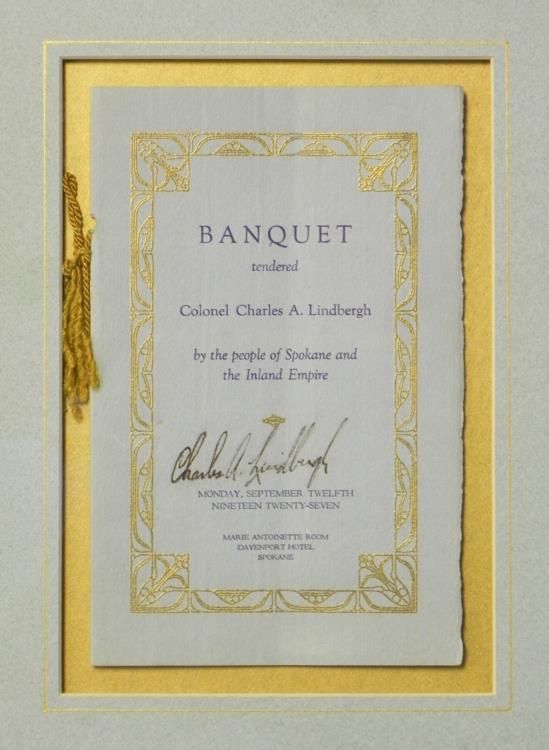 BANQUET
tendered
Colonel Charles A. Lindbergh
by the people of Spokane and
the Inland Empire
Charles A. Lindbergh
MONDAY, SEPTEMBER TWELFTH
NINETEEN TWENTY-SEVEN
MARIE ANTOINETTE ROOM
DAVENPORT HOTEL
SPOKANE